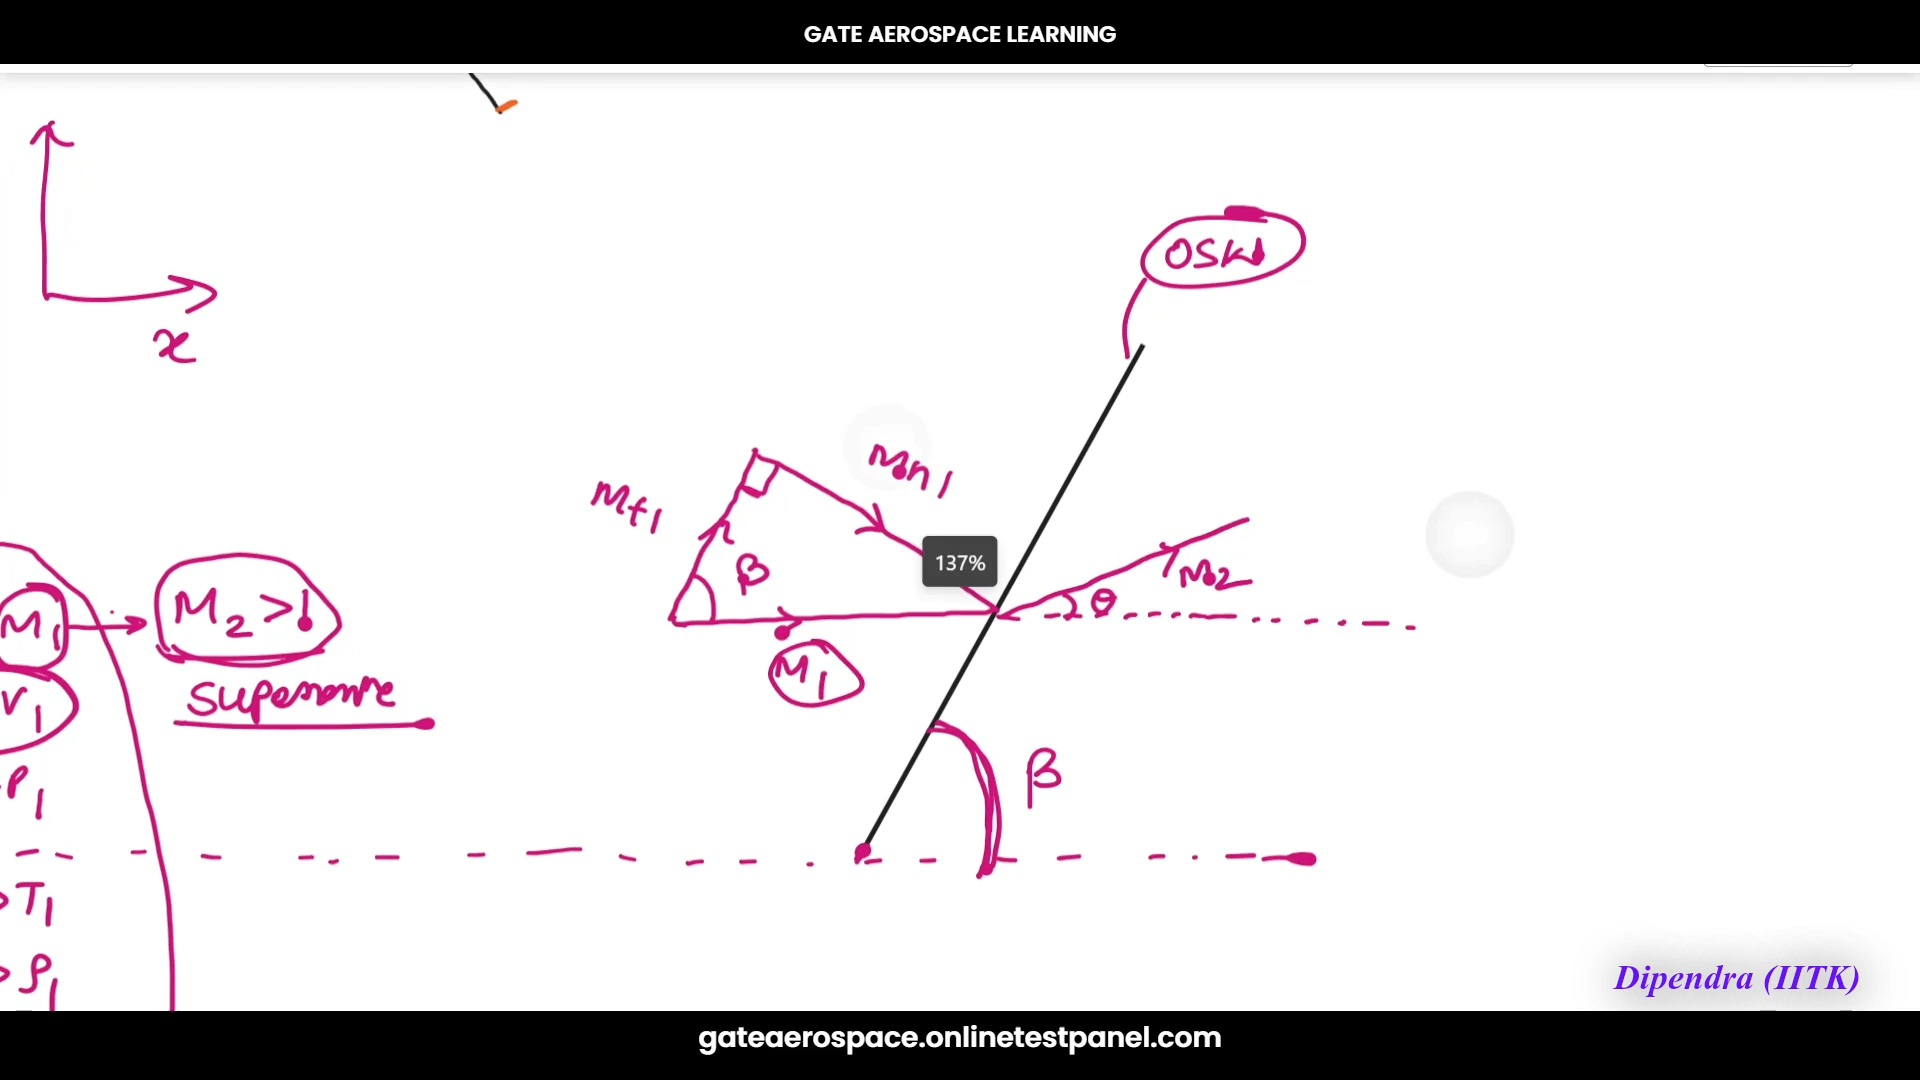 GATE AEROSPACE LEARNING
x
OSW
Mn1
Mt1
β
137%
M2
θ
M1
M1
M2 >1
supersonic
V1
P1
β
T1
ρ1
Dipendra (IITK)
gateaerospace.onlinetestpanel.com